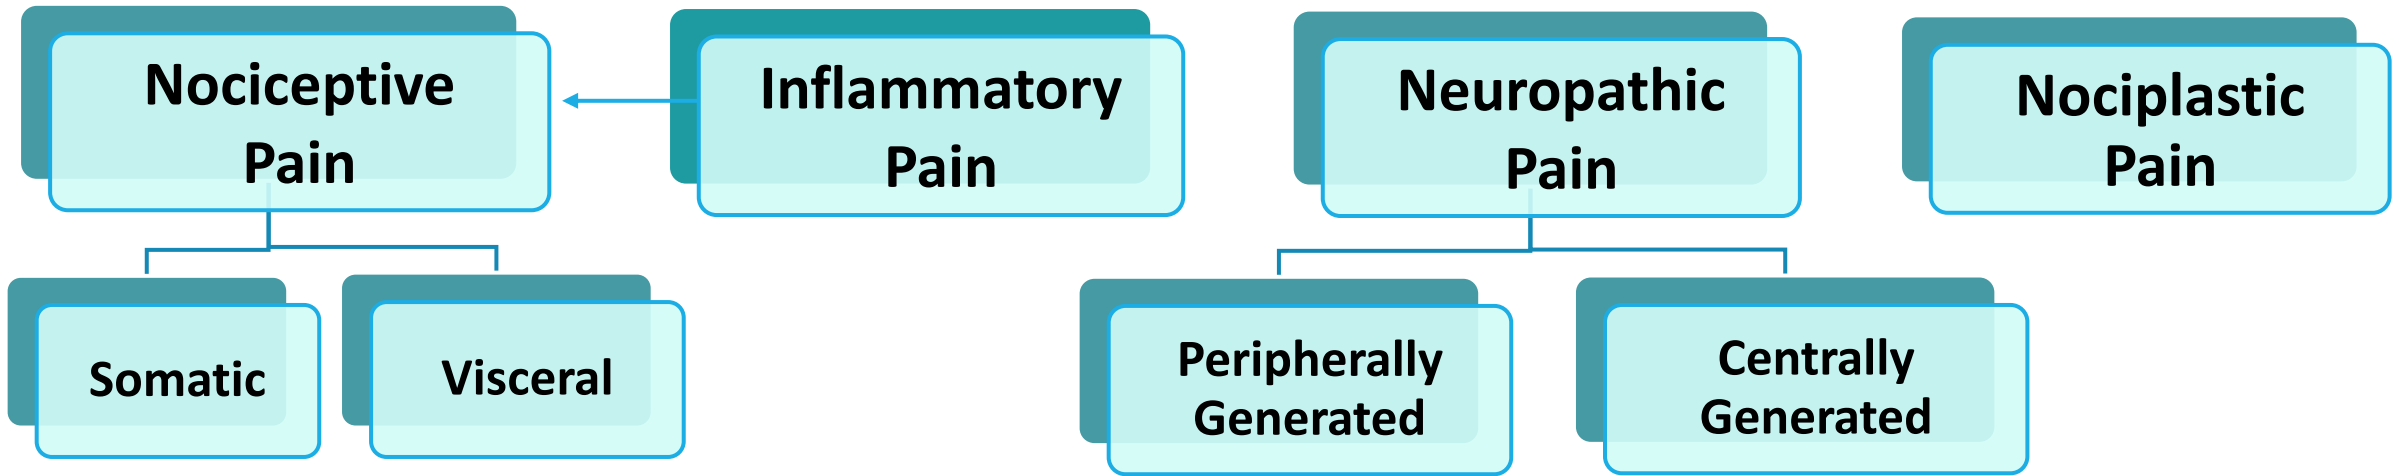 Nociceptive
Pain
Inflammatory
Pain
Neuropathic
Pain
Nociplastic
Pain
Somatic
Visceral
Peripherally
Generated
Centrally
Generated